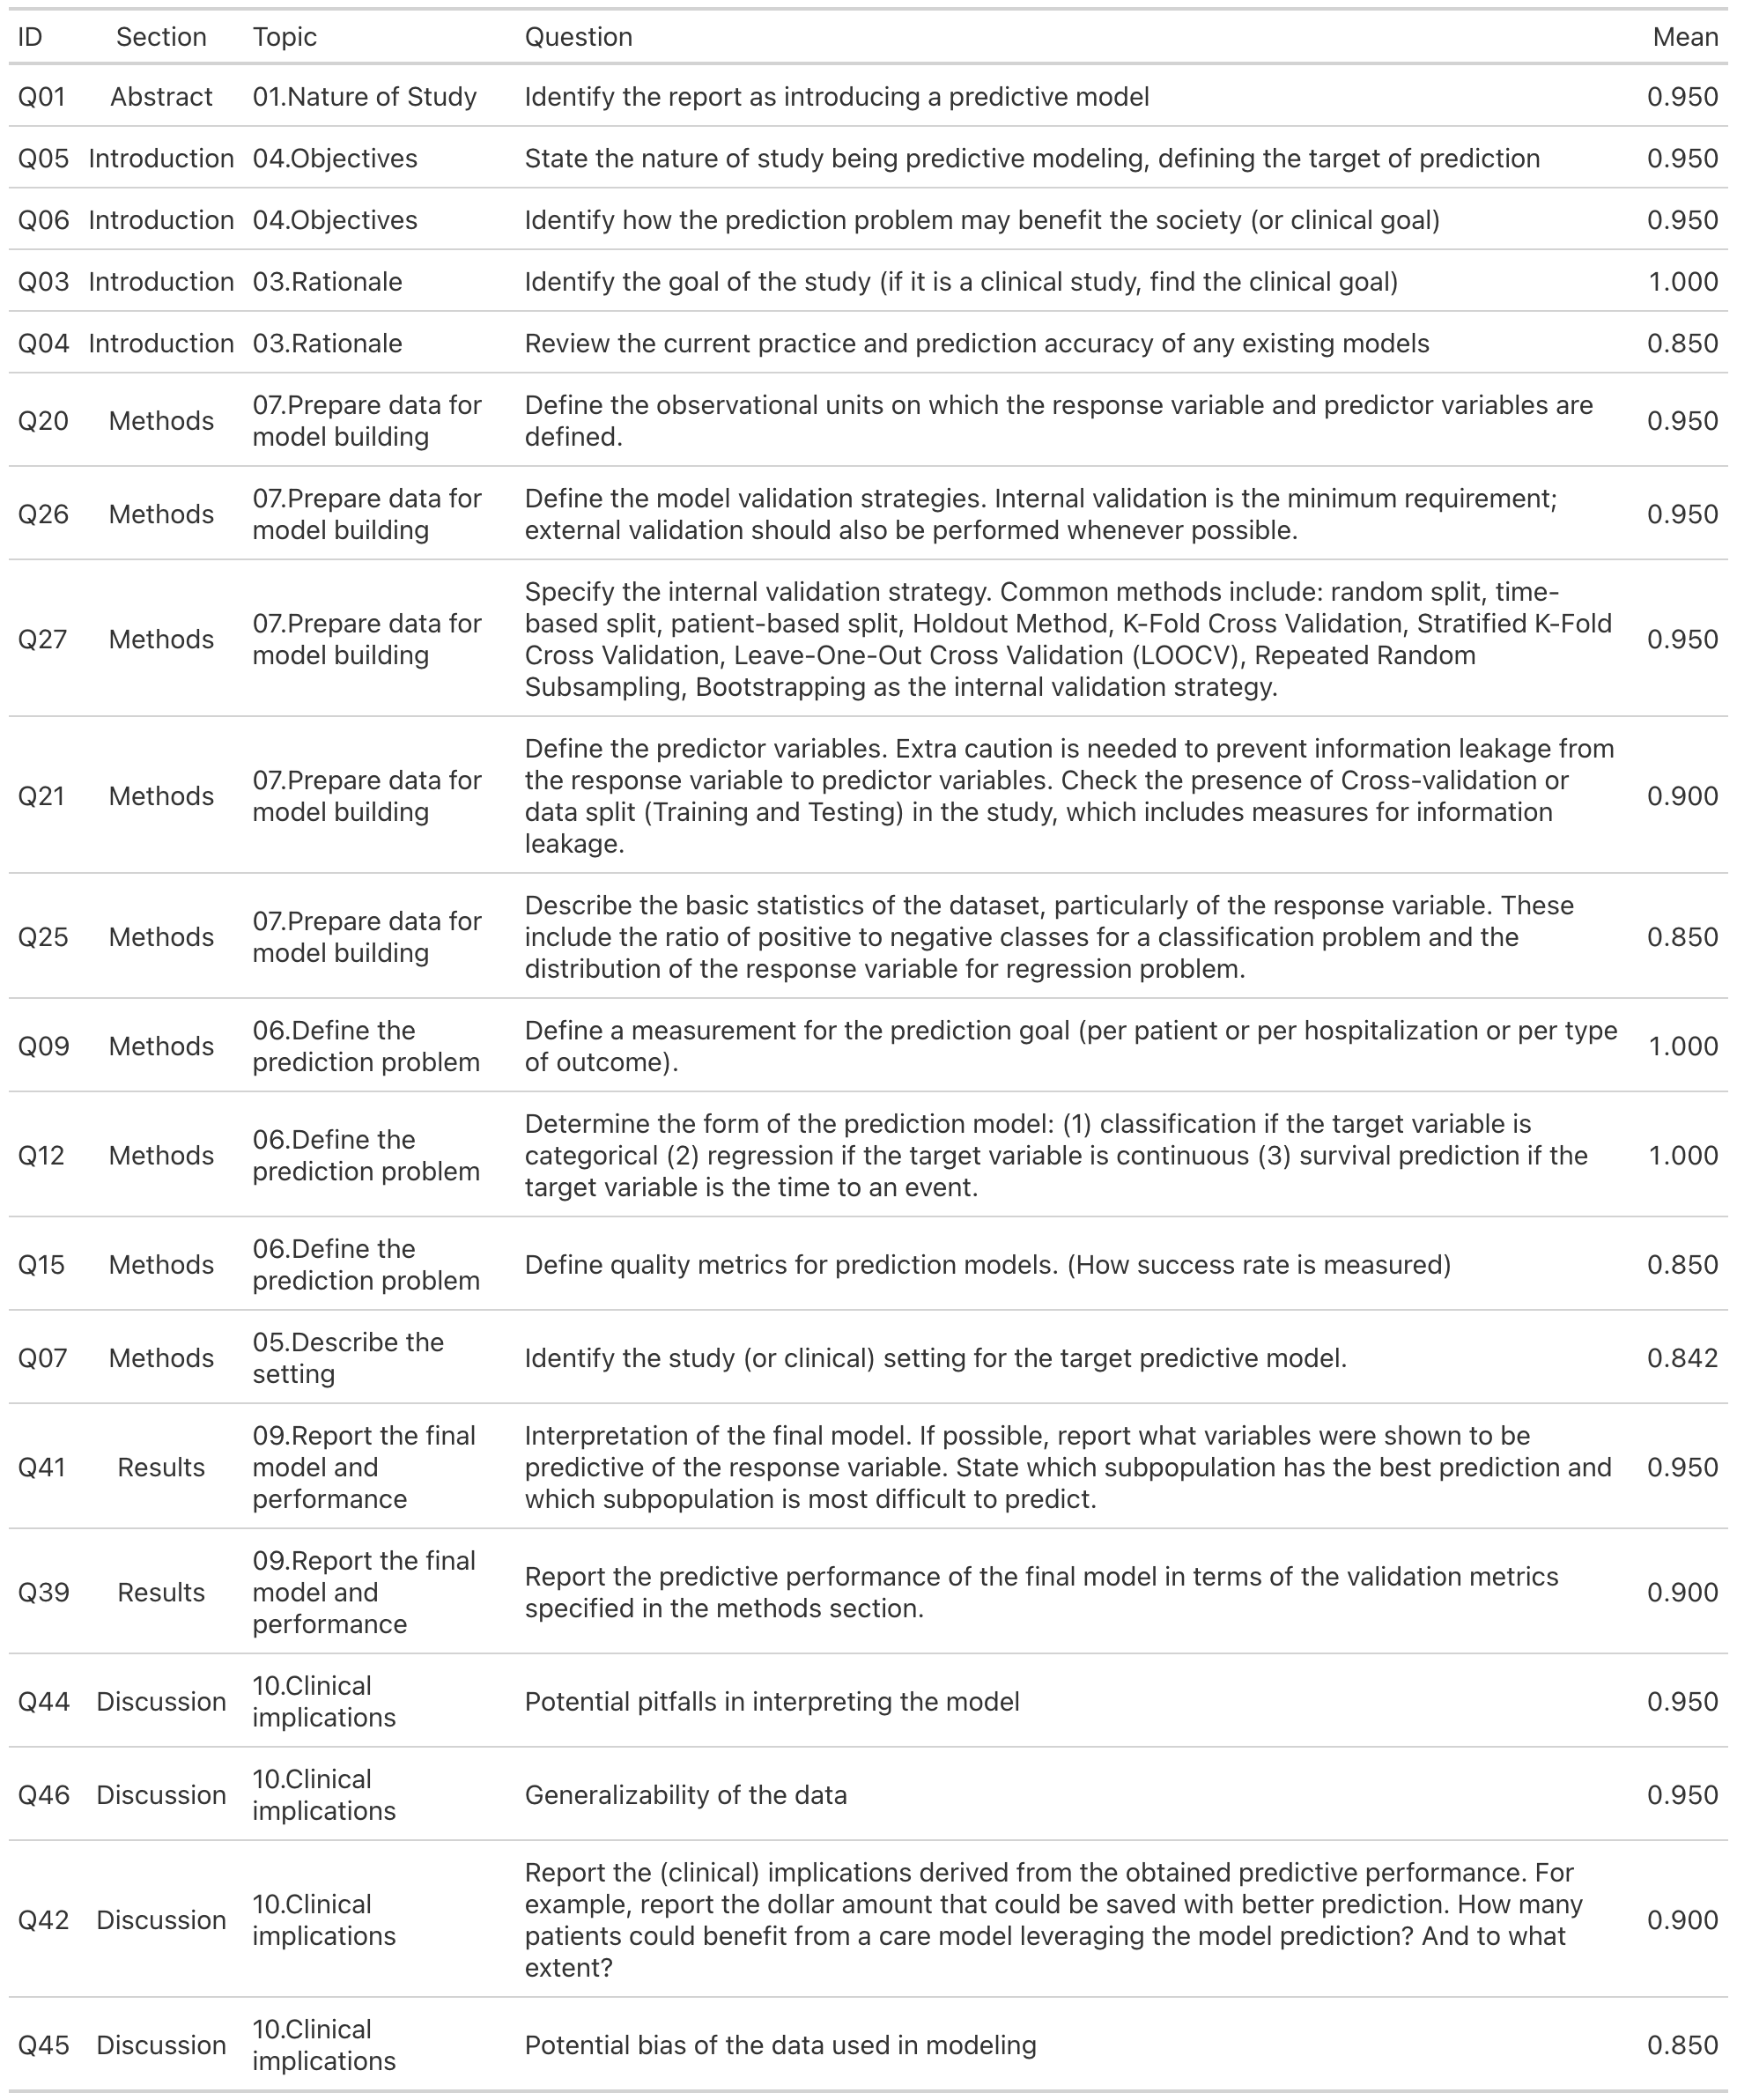 ID Section Topic Question Mean
Q01 Abstract 01.Nature of Study Identify the report as introducing a predictive model 0.950
Q05 Introduction 04.Objectives State the nature of study being predictive modeling, defining the target of prediction 0.950
Q06 Introduction 04.Objectives Identify how the prediction problem may benefit the society (or clinical goal) 0.950
Q03 Introduction 03.Rationale Identify the goal of the study (if it is a clinical study, find the clinical goal) 1.000
Q04 Introduction 03.Rationale Review the current practice and prediction accuracy of any existing models 0.850
Q20 Methods 07.Prepare data for
model building
Define the observational units on which the response variable and predictor variables are
defined.
0.950
Q26 Methods 07.Prepare data for
model building
Define the model validation strategies. Internal validation is the minimum requirement;
external validation should also be performed whenever possible.
0.950
Q27 Methods 07.Prepare data for
model building
Specify the internal validation strategy. Common methods include: random split, time-
based split, patient-based split, Holdout Method, K-Fold Cross Validation, Stratified K-Fold
Cross Validation, Leave-One-Out Cross Validation (LOOCV), Repeated Random
Subsampling, Bootstrapping as the internal validation strategy.
0.950
Q21 Methods 07.Prepare data for
model building
Define the predictor variables. Extra caution is needed to prevent information leakage from
the response variable to predictor variables. Check the presence of Cross-validation or
data split (Training and Testing) in the study, which includes measures for information
leakage.
0.900
Q25 Methods 07.Prepare data for
model building
Describe the basic statistics of the dataset, particularly of the response variable. These
include the ratio of positive to negative classes for a classification problem and the
distribution of the response variable for regression problem.
0.850
Q09 Methods 06.Define the
prediction problem
Define a measurement for the prediction goal (per patient or per hospitalization or per type
of outcome).
1.000
Q12 Methods 06.Define the
prediction problem
Determine the form of the prediction model: (1) classification if the target variable is
categorical (2) regression if the target variable is continuous (3) survival prediction if the
target variable is the time to an event.
1.000
Q15 Methods 06.Define the
prediction problem
Define quality metrics for prediction models. (How success rate is measured)
0.850
Q07 Methods 05.Describe the
setting
Identify the study (or clinical) setting for the target predictive model.
0.842
Q41 Results 09.Report the final
model and
performance
Interpretation of the final model. If possible, report what variables were shown to be
predictive of the response variable. State which subpopulation has the best prediction and
which subpopulation is most difficult to predict.
0.950
Q39 Results 09.Report the final
model and
performance
Report the predictive performance of the final model in terms of the validation metrics
specified in the methods section.
0.900
Q44 Discussion 10.Clinical
implications
Potential pitfalls in interpreting the model
0.950
Q46 Discussion 10.Clinical
implications
Generalizability of the data
0.950
Q42 Discussion 10.Clinical
implications
Report the (clinical) implications derived from the obtained predictive performance. For
example, report the dollar amount that could be saved with better prediction. How many
patients could benefit from a care model leveraging the model prediction? And to what
extent?
0.900
Q45 Discussion 10.Clinical
implications
Potential bias of the data used in modeling
0.850